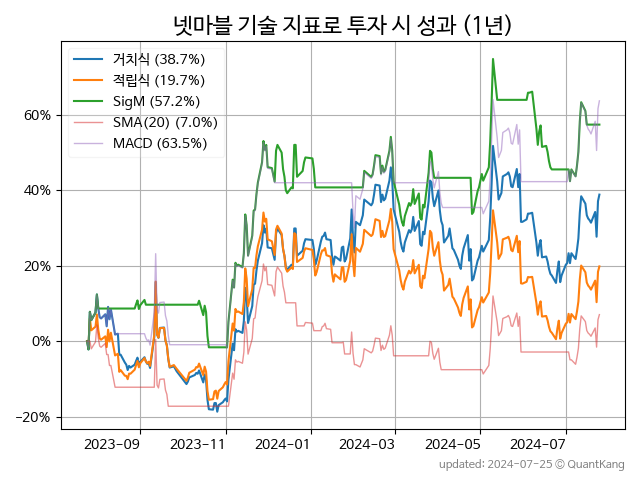 넷마블 기술 지표로 투자 시 성과 (1년)
거치식 (38.7%)
적립식 (19.7%)
SigM (57.2%)
SMA(20) (7.0%)
MACD (63.5%)
60%
40%
20%
0%
−20%
2023-09
2023-11
2024-01
2024-03
2024-05
2024-07
updated: 2024-07-25 © QuantKang